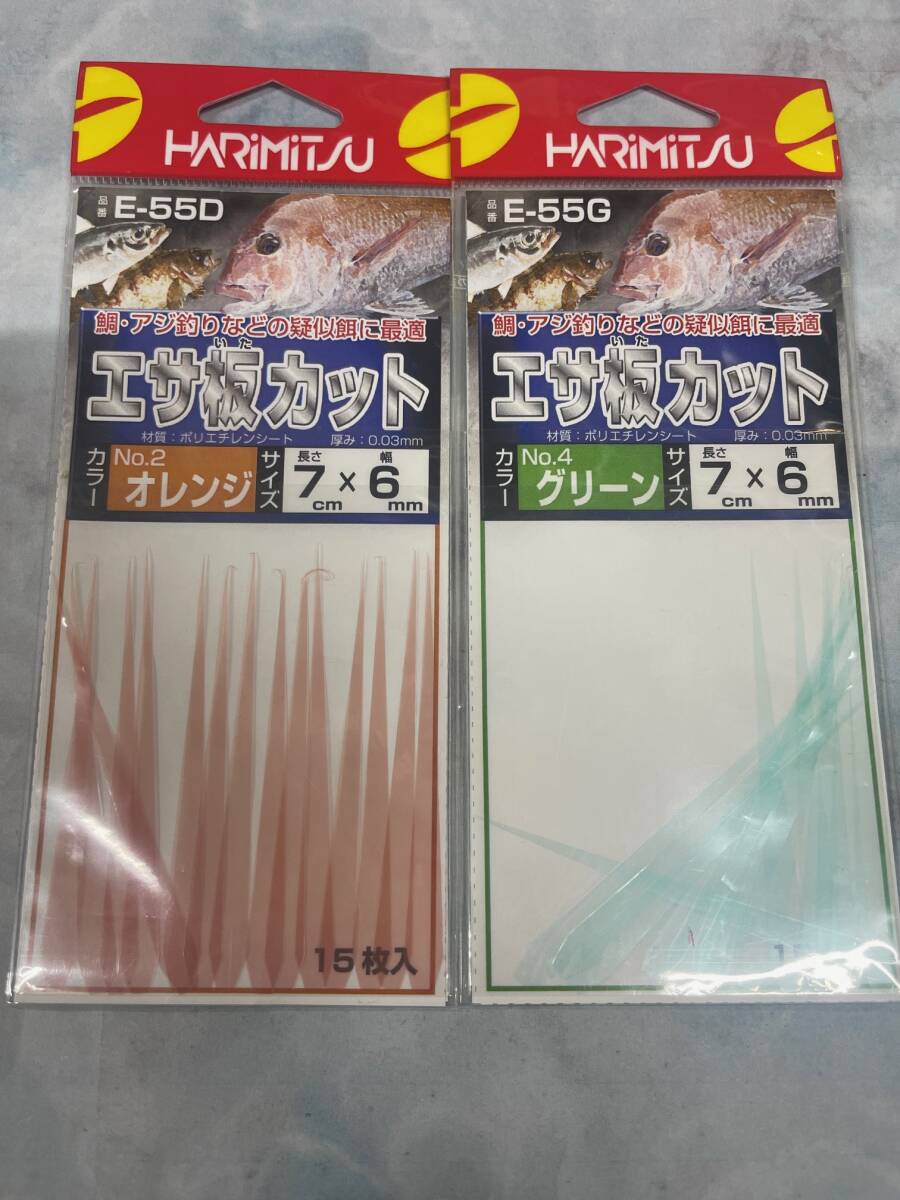 HARIMITSU
品番 E-55D
鯛・アジ釣りなどの疑似餌に最適
いた
エサ板カット
材質：ポリエチレンシート 厚み：0.03mm
カラー No.2 オレンジ サイズ 長さ 7cm × 幅 6mm
15枚入
HARIMITSU
品番 E-55G
鯛・アジ釣りなどの疑似餌に最適
いた
エサ板カット
材質：ポリエチレンシート 厚み：0.03mm
カラー No.4 グリーン サイズ 長さ 7cm × 幅 6mm